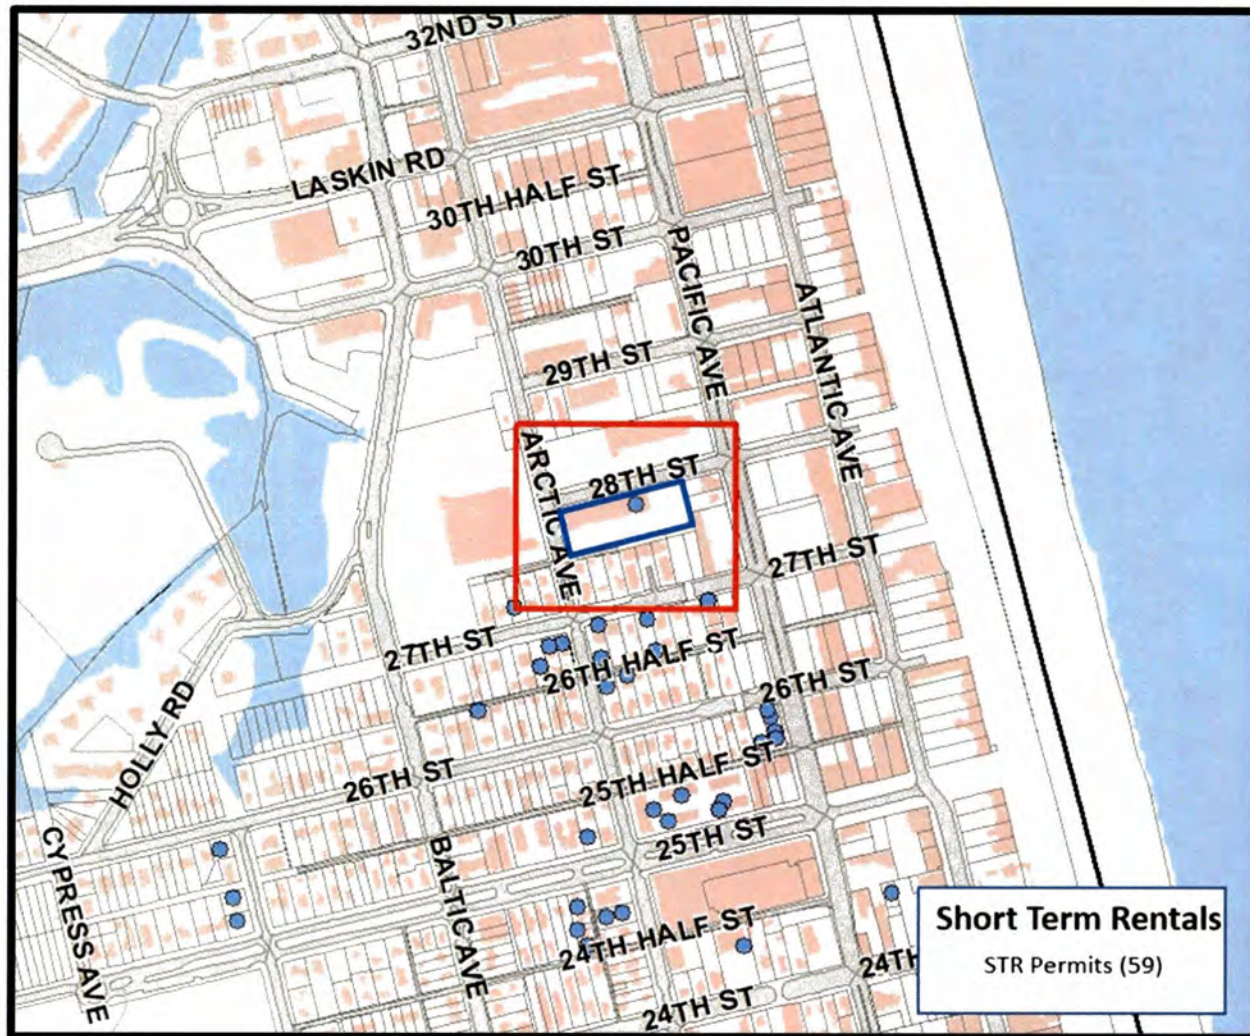 32ND ST
LASKIN RD
30TH HALF ST
30TH ST
PACIFIC AVE
ATLANTIC AVE
29TH ST
ARCTIC AVE
28TH ST
27TH ST
27TH ST
26TH HALF ST
26TH ST
HOLLY RD
26TH ST
25TH HALF ST
25TH ST
CYPRESS AVE
BALTIC AVE
24TH HALF ST
24TH
24TH ST
Short Term Rentals
STR Permits (59)